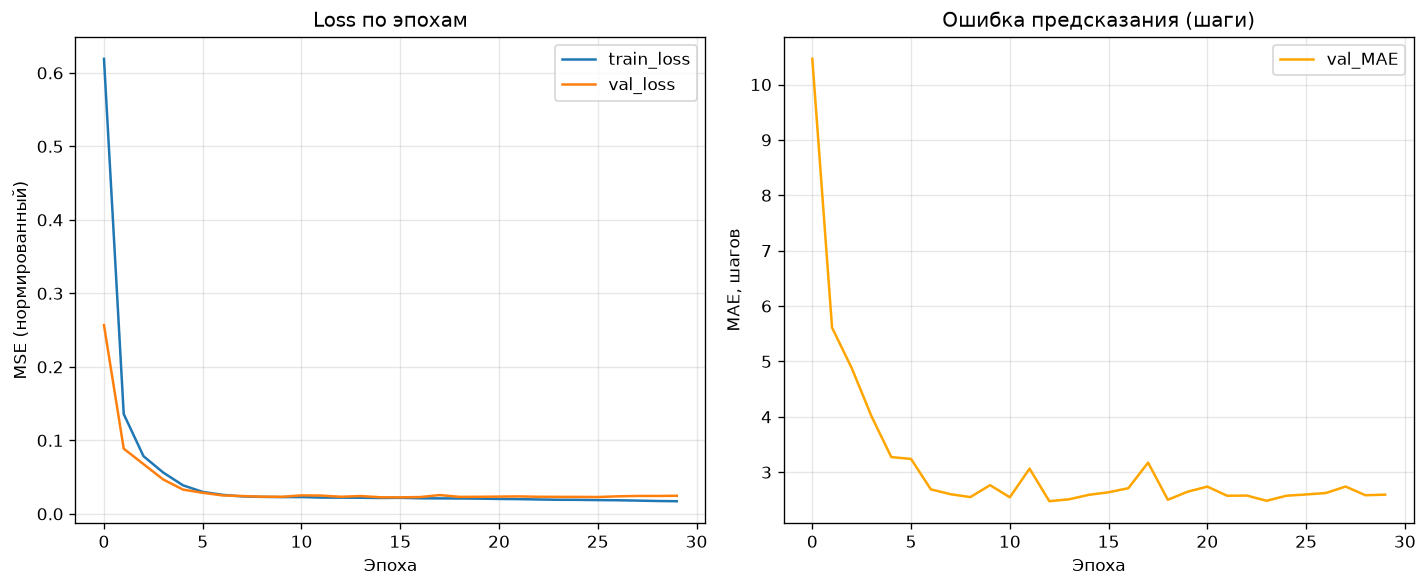 Loss по эпохам
train_loss
val_loss
MSE (нормированный)
0.6
0.5
0.4
0.3
0.2
0.1
0.0
0 5 10 15 20 25 30
Эпоха
Ошибка предсказания (шаги)
val_MAE
MAE, шагов
10
9
8
7
6
5
4
3
0 5 10 15 20 25 30
Эпоха